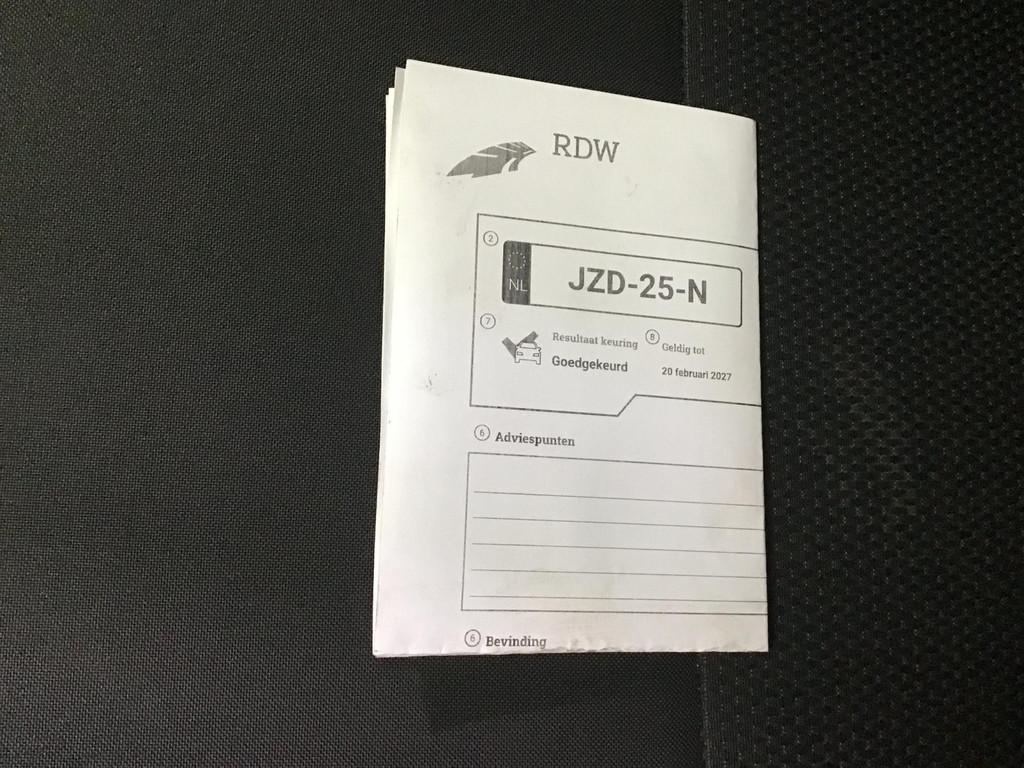 RDW
2
NL
JZD-25-N
7
Resultaat keuring
8
Geldig tot
Goedgekeurd
20 februari 2027
6 Adviespunten
6 Bevinding